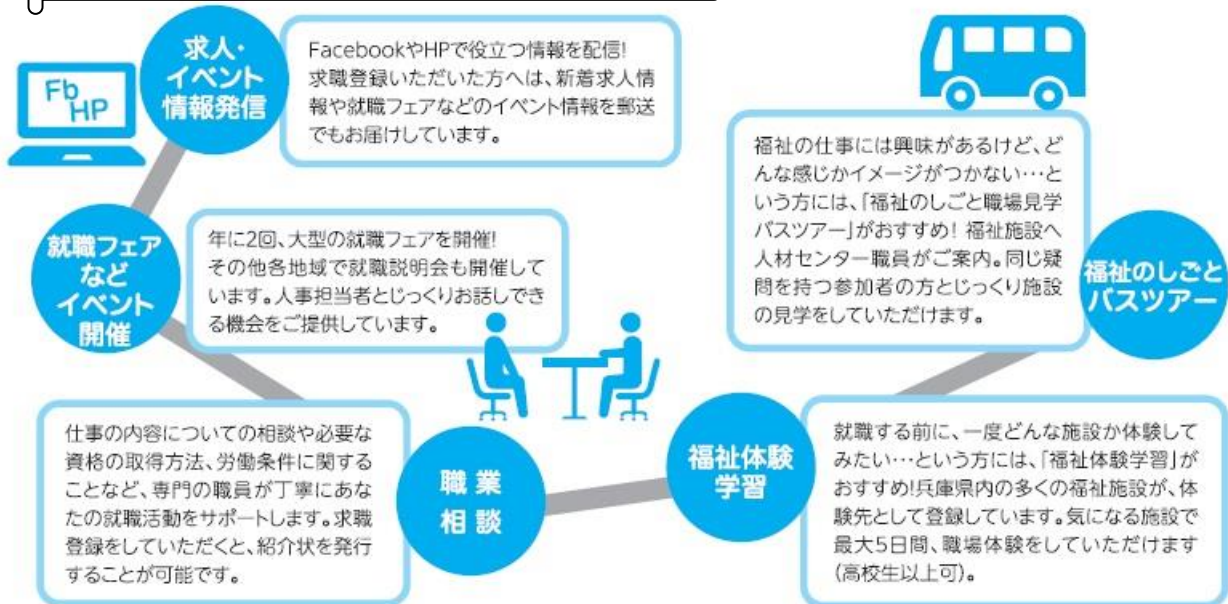 Fb
HP
求人・
イベント
情報発信
FacebookやHPで役立つ情報を配信!
求職登録いただいた方へは、新着求人情
報や就職フェアなどのイベント情報を郵送
でもお届けしています。
就職フェア
など
イベント
開催
年に2回、大型の就職フェアを開催!
その他各地域で就職説明会も開催して
います。人事担当者とじっくりお話しでき
る機会をご提供しています。
仕事の内容についての相談や必要な
資格の取得方法、労働条件に関する
ことなど、専門の職員が丁寧にあな
たの就職活動をサポートします。求職
登録をしていただくと、紹介状を発行
することが可能です。
職業
相談
福祉体験
学習
就職する前に、一度どんな施設か体験して
みたい…という方には、「福祉体験学習」が
おすすめ!兵庫県内の多くの福祉施設が、体
験先として登録しています。気になる施設で
最大5日間、職場体験をしていただけます
(高校生以上可)。
福祉の仕事には興味があるけど、ど
んな感じかイメージがつかない…と
いう方には、「福祉のしごと職場見学
バスツアー」がおすすめ! 福祉施設へ
人材センター職員がご案内。同じ疑
問を持つ参加者の方とじっくり施設
の見学をしていただけます。
福祉のしごと
バスツアー